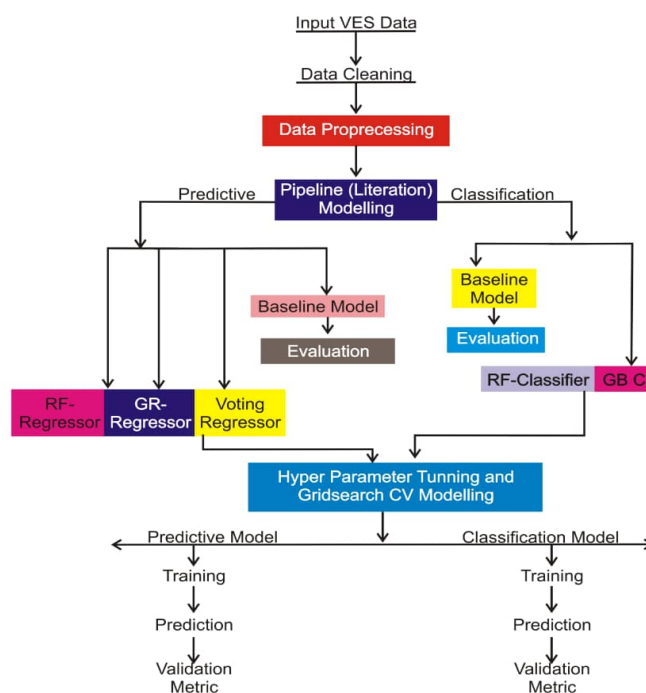 Input VES Data
Data Cleaning
Data Proprecessing
Predictive
Pipeline (Literation)
Modelling
Classification
Baseline Model
Evaluation
Baseline
Model
Evaluation
RF-
Regressor
GR-
Regressor
Voting
Regressor
RF-Classifier
GB C
Hyper Parameter Tunning and
Gridsearch CV Modelling
Predictive Model
Classification Model
Training
Training
Prediction
Prediction
Validation
Metric
Validation
Metric